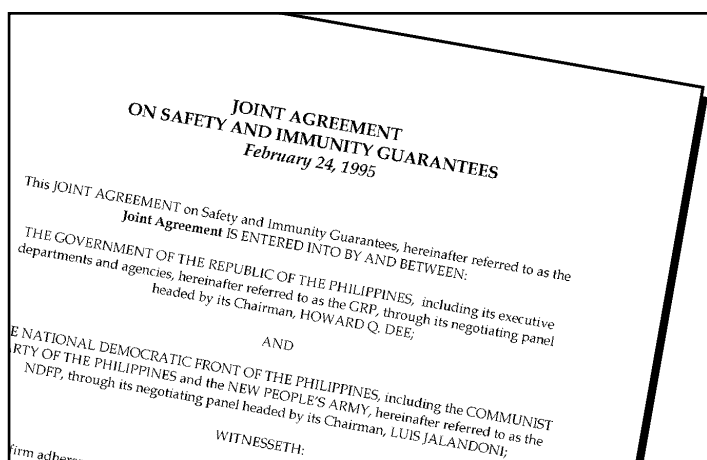 JOINT AGREEMENT
ON SAFETY AND IMMUNITY GUARANTEES
February 24, 1995
This JOINT AGREEMENT on Safety and Immunity Guarantees, hereinafter referred to as the
Joint Agreement IS ENTERED INTO BY AND BETWEEN:
THE GOVERNMENT OF THE REPUBLIC OF THE PHILIPPINES, including its executive
departments and agencies, hereinafter referred to as the GRP, through its negotiating panel
headed by its Chairman, HOWARD Q. DEE;
AND
E NATIONAL DEMOCRATIC FRONT OF THE PHILIPPINES, including the COMMUNIST
ARTY OF THE PHILIPPINES and the NEW PEOPLE'S ARMY, hereinafter referred to as the
NDFP, through its negotiating panel headed by its Chairman, LUIS JALANDONI;
WITNESSETH: